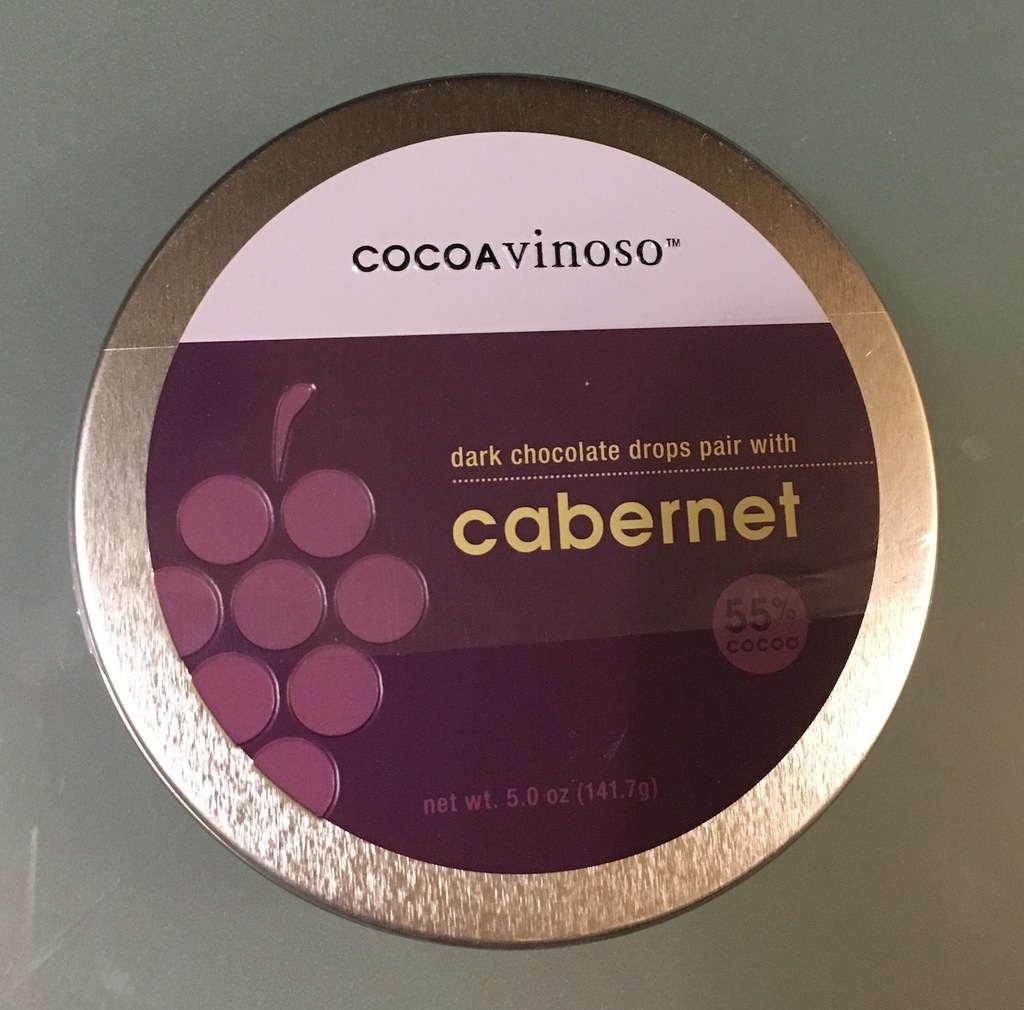 COCOAvinoso™
dark chocolate drops pair with
cabernet
55%
cocoa
net wt. 5.0 oz (141.7g)